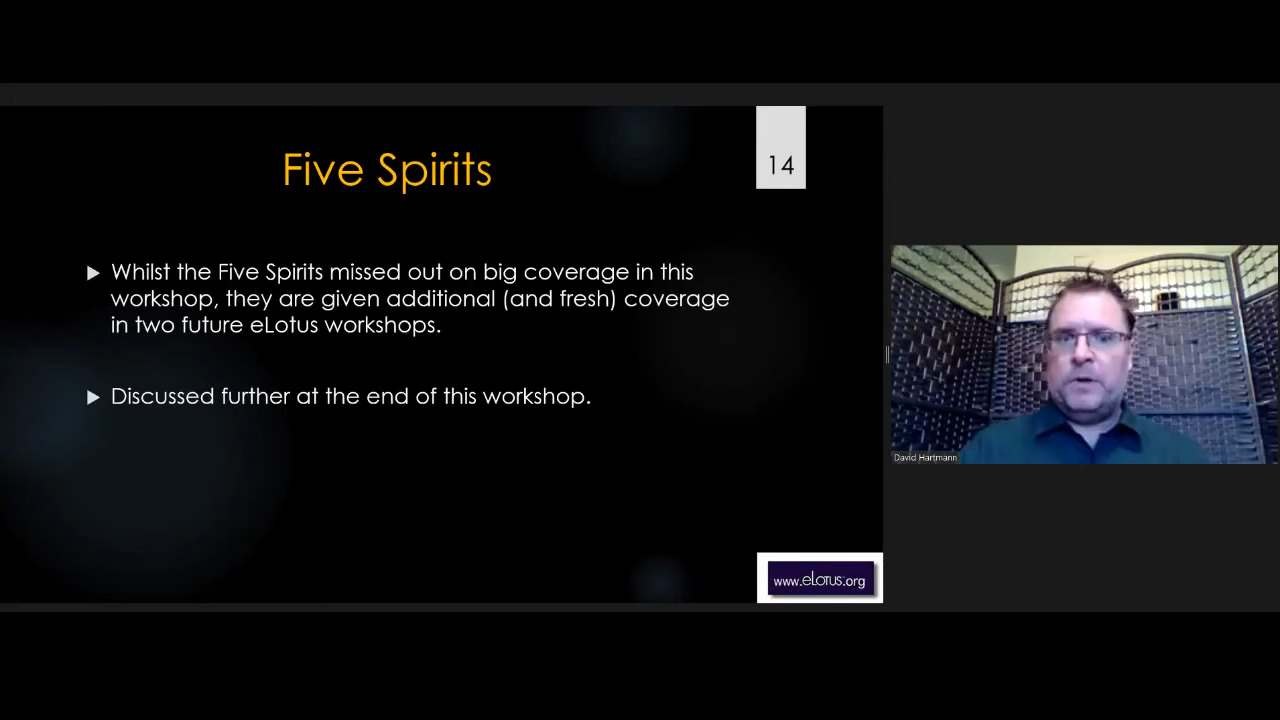 Five Spirits
14
Whilst the Five Spirits missed out on big coverage in this
workshop, they are given additional (and fresh) coverage
in two future eLotus workshops.
Discussed further at the end of this workshop.
David Hartmann
www.eLotus.org